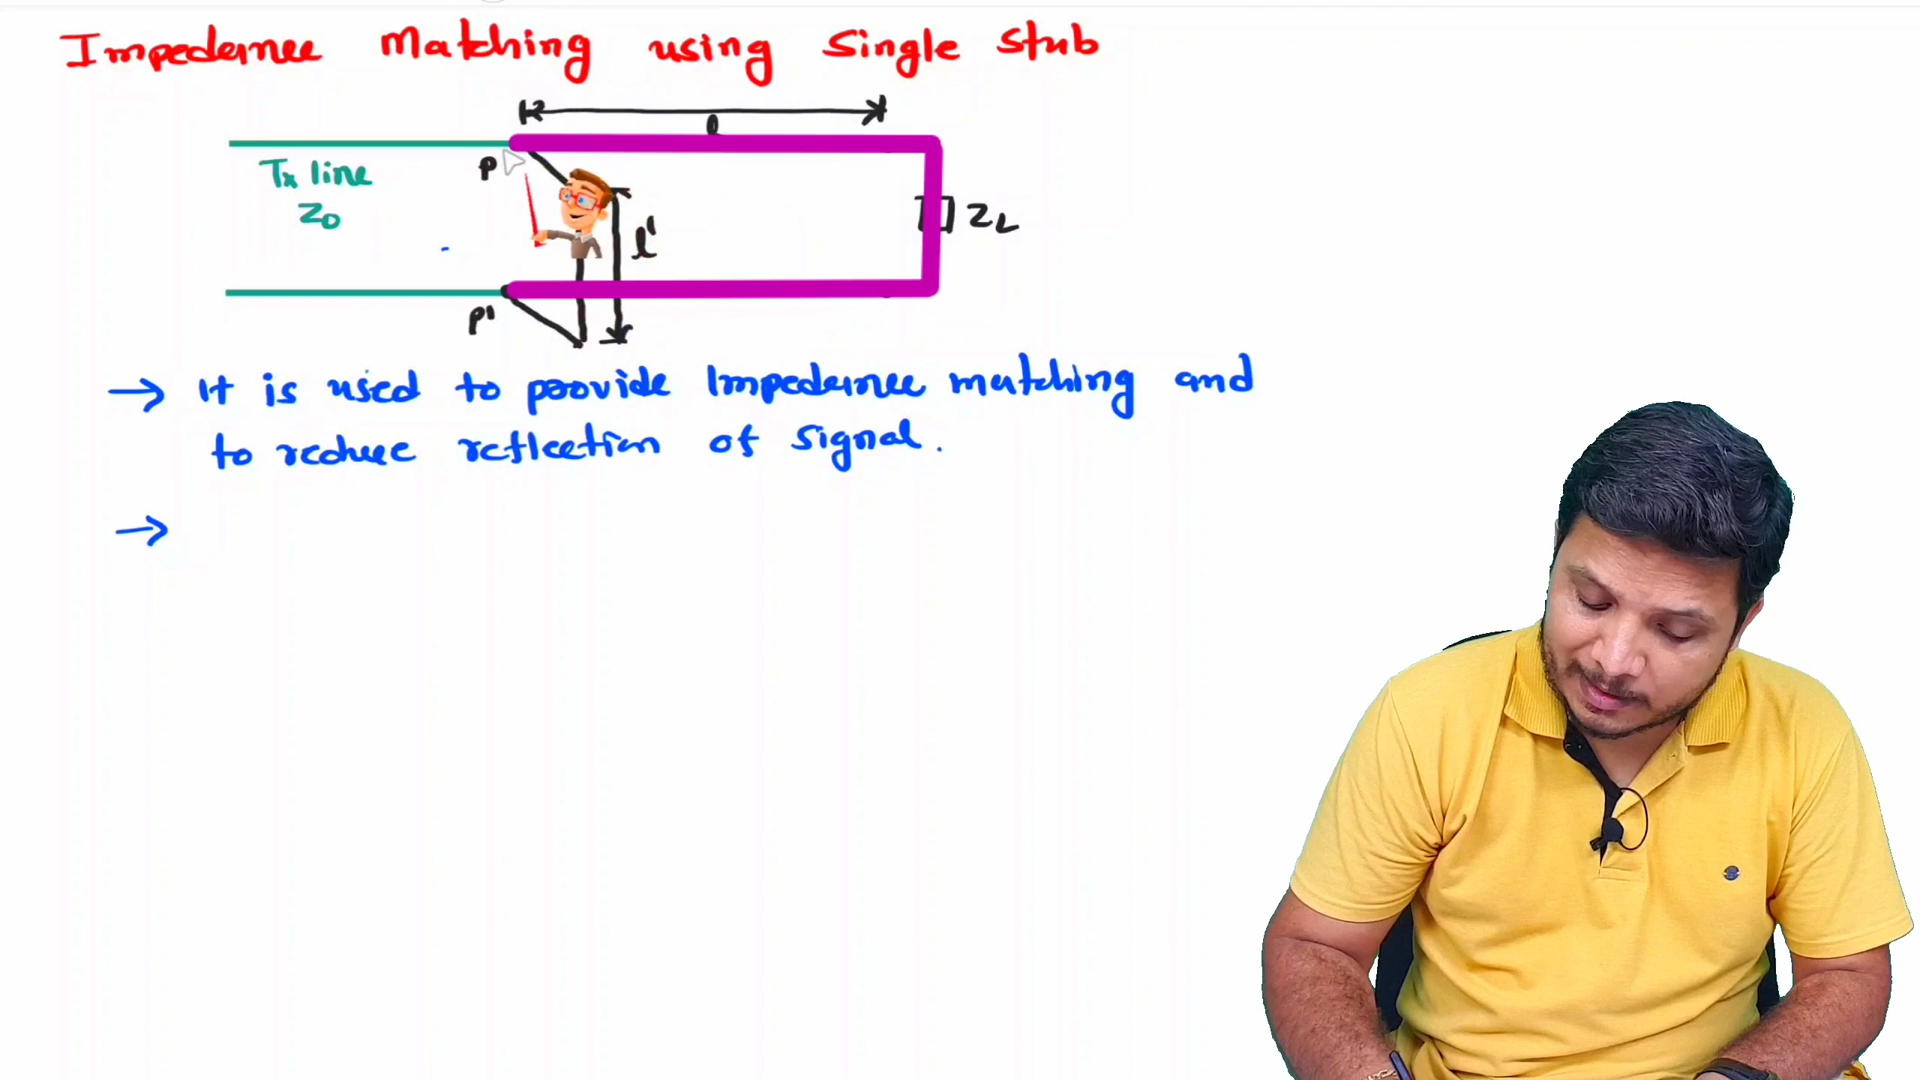 Impedance Matching using Single Stub
l
Tx line
Z0
P
l'
ZL
P'
→ It is used to provide Impedance matching and
to reduce reflection of signal.
→